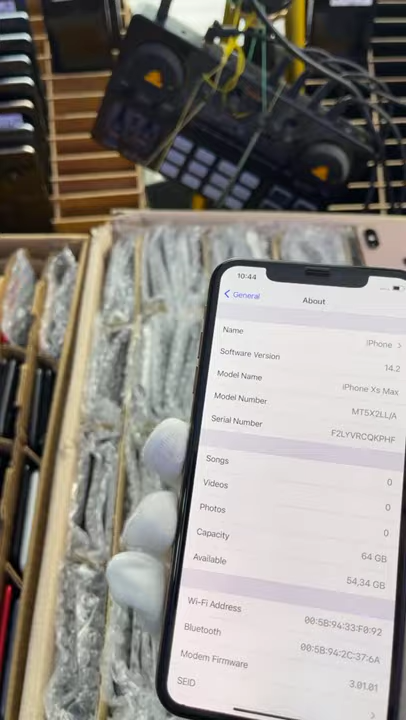 10:44
General
About
Name iPhone
Software Version 14.2
Model Name iPhone Xs Max
Model Number MT5X2LL/A
Serial Number F2LYVRCQKPHF
Songs 0
Videos 0
Photos 0
Capacity 64 GB
Available 54,34 GB
Wi-Fi Address 00:5B:94:33:F0:92
Bluetooth 00:5B:94:2C:37:6A
Modem Firmware 3.01.01
SEID